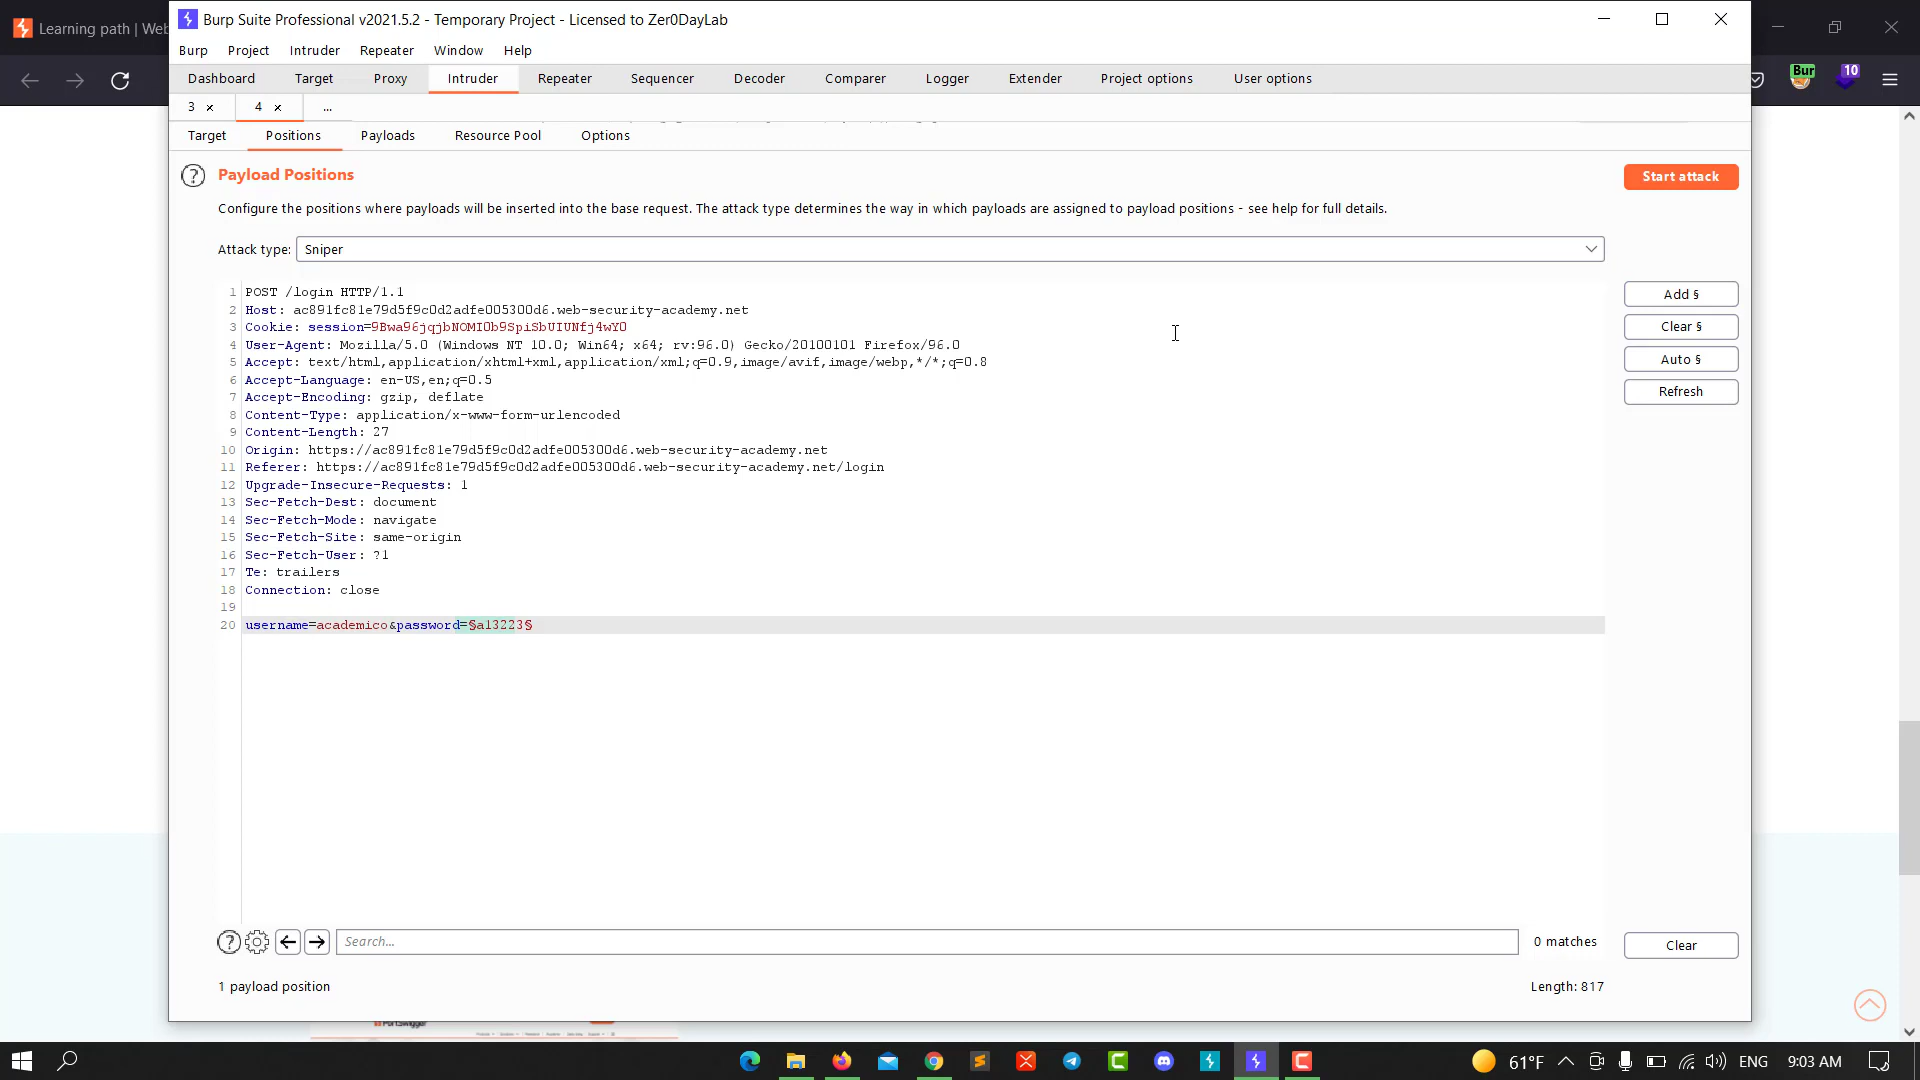 Learning path | Web
Burp Suite Professional v2021.5.2 - Temporary Project - Licensed to Zer0DayLab
Burp Project Intruder Repeater Window Help
Dashboard Target Proxy Intruder Repeater Sequencer Decoder Comparer Logger Extender Project options User options
Bur
10
3 × 4 × ...
Target Positions Payloads Resource Pool Options
? Payload Positions
Start attack
Configure the positions where payloads will be inserted into the base request. The attack type determines the way in which payloads are assigned to payload positions - see help for full details.
Attack type: Sniper
Add §
Clear §
Auto §
Refresh
1 POST /login HTTP/1.1
2 Host: ac891fc81e79d5f9c0d2adfe005300d6.web-security-academy.net
3 Cookie: session=9Bwa96jqjbNOMI0b9SpiSbUIUNfj4wY0
4 User-Agent: Mozilla/5.0 (Windows NT 10.0; Win64; x64; rv:96.0) Gecko/20100101 Firefox/96.0
5 Accept: text/html,application/xhtml+xml,application/xml;q=0.9,image/avif,image/webp,*/*;q=0.8
6 Accept-Language: en-US,en;q=0.5
7 Accept-Encoding: gzip, deflate
8 Content-Type: application/x-www-form-urlencoded
9 Content-Length: 27
10 Origin: https://ac891fc81e79d5f9c0d2adfe005300d6.web-security-academy.net
11 Referer: https://ac891fc81e79d5f9c0d2adfe005300d6.web-security-academy.net/login
12 Upgrade-Insecure-Requests: 1
13 Sec-Fetch-Dest: document
14 Sec-Fetch-Mode: navigate
15 Sec-Fetch-Site: same-origin
16 Sec-Fetch-User: ?1
17 Te: trailers
18 Connection: close
19
20 username=academico&password=§a13223§
? Search... 0 matches
Clear
1 payload position
Length: 817
PortSwigger
61°F ENG 9:03 AM